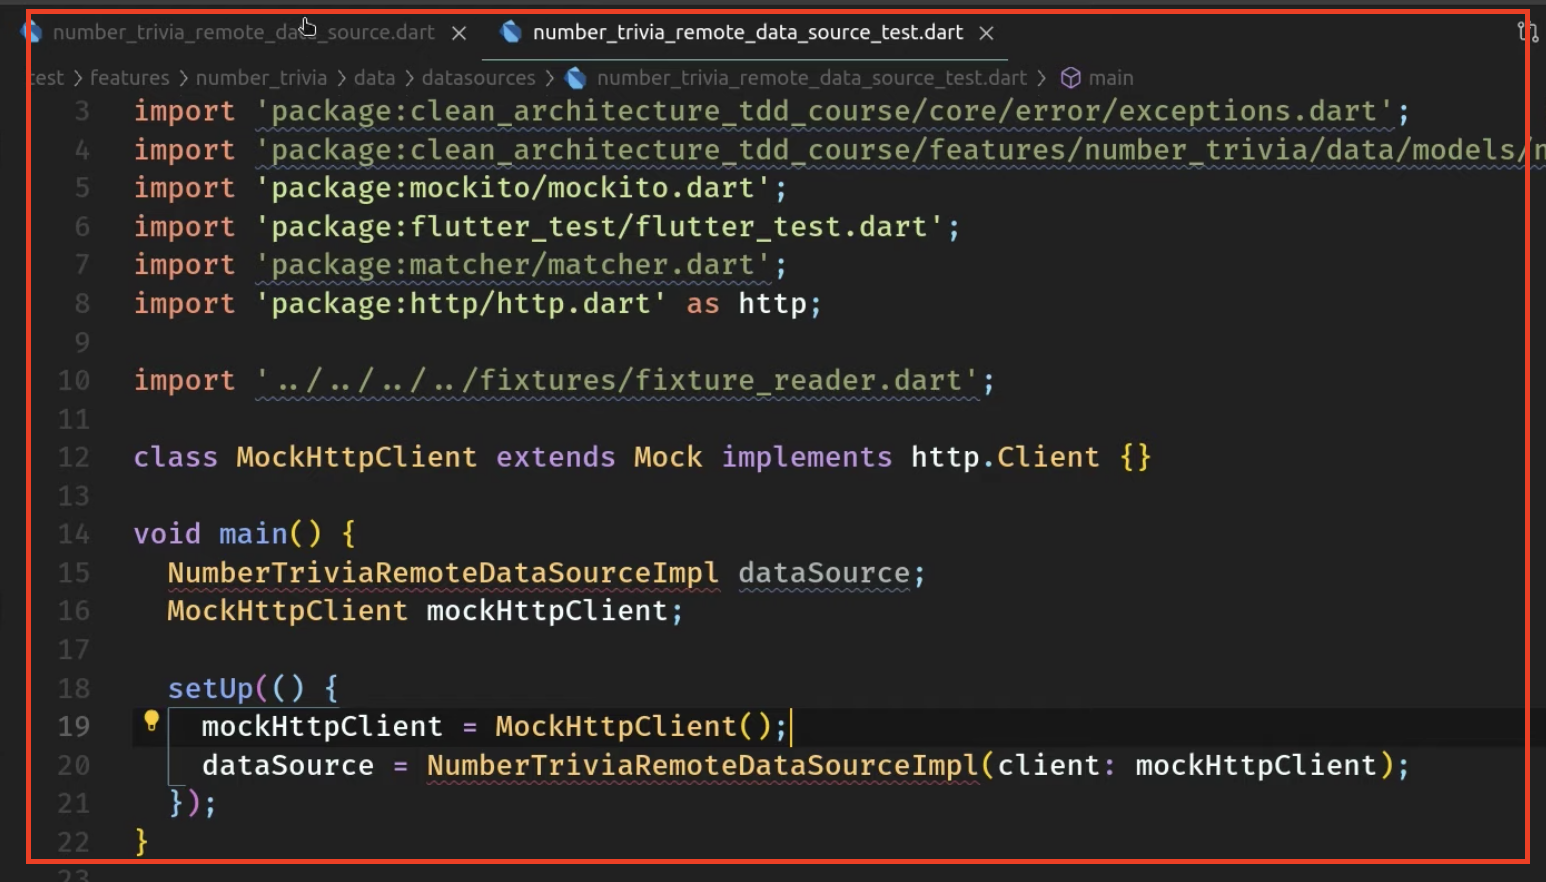 number_trivia_remote_data_source.dart number_trivia_remote_data_source_test.dart
test > features > number_trivia > data > datasources > number_trivia_remote_data_source_test.dart > main
3 import 'package:clean_architecture_tdd_course/core/error/exceptions.dart';
4 import 'package:clean_architecture_tdd_course/features/number_trivia/data/models/n
5 import 'package:mockito/mockito.dart';
6 import 'package:flutter_test/flutter_test.dart';
7 import 'package:matcher/matcher.dart';
8 import 'package:http/http.dart' as http;
9
10 import '../../../../fixtures/fixture_reader.dart';
11
12 class MockHttpClient extends Mock implements http.Client {}
13
14 void main() {
15 NumberTriviaRemoteDataSourceImpl dataSource;
16 MockHttpClient mockHttpClient;
17
18 setUp(() {
19 mockHttpClient = MockHttpClient();
20 dataSource = NumberTriviaRemoteDataSourceImpl(client: mockHttpClient);
21 });
22 }
23